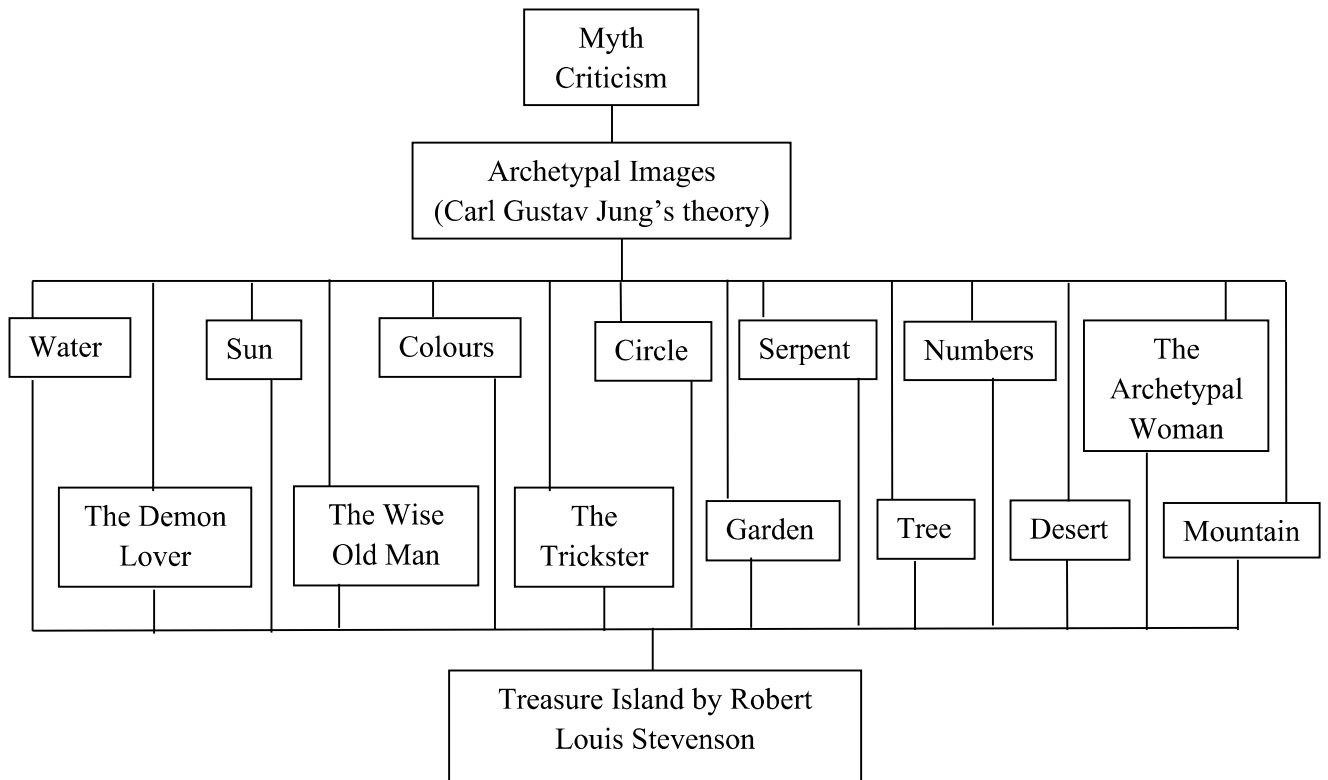 Myth
Criticism
Archetypal Images
(Carl Gustav Jung’s theory)
Water
Sun
Colours
Circle
Serpent
Numbers
The
Archetypal
Woman
The Demon
Lover
The Wise
Old Man
The
Trickster
Garden
Tree
Desert
Mountain
Treasure Island by Robert
Louis Stevenson